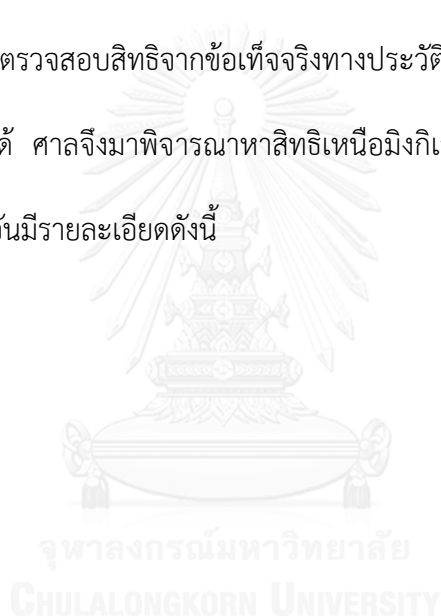 ตรวจสอบสิทธิจากข้อเท็จจริงทางประวัติ
ได้ ศาลจึงมาพิจารณาหาสิทธิเหนือมิงกิเ
อันมีรายละเอียดดังนี้
จุฬาลงกรณ์มหาวิทยาลัย
CHULALONGKORN UNIVERSITY